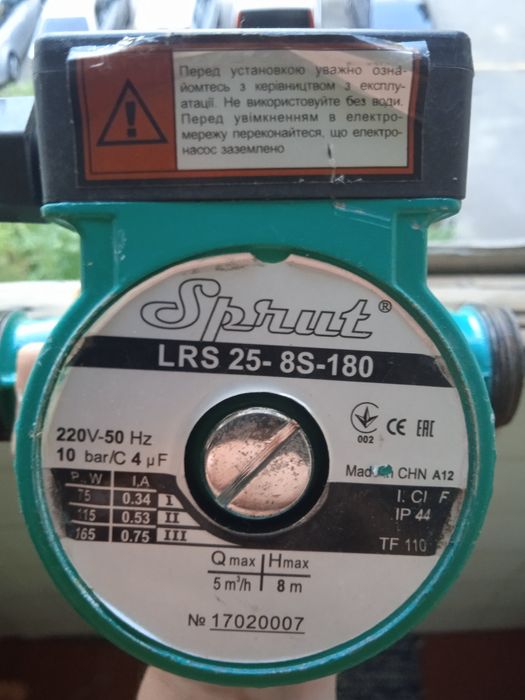 Перед установкою уважно озна-
йомтесь з керівництвом з експлу-
атації. Не використовуйте без води.
Перед увімкненням в електро-
мережу переконайтеся, що електро-
насос заземлено
Sprut®
LRS 25- 8S-180
220V-50 Hz
10 bar/C 4 µF
002 CE EAC
Made in CHN A12
P., W I.A
75 0.34 I
115 0.53 II
165 0.75 III
I. Cl F
IP 44
TF 110
Q max Hmax
5 m³/h 8 m
№ 17020007